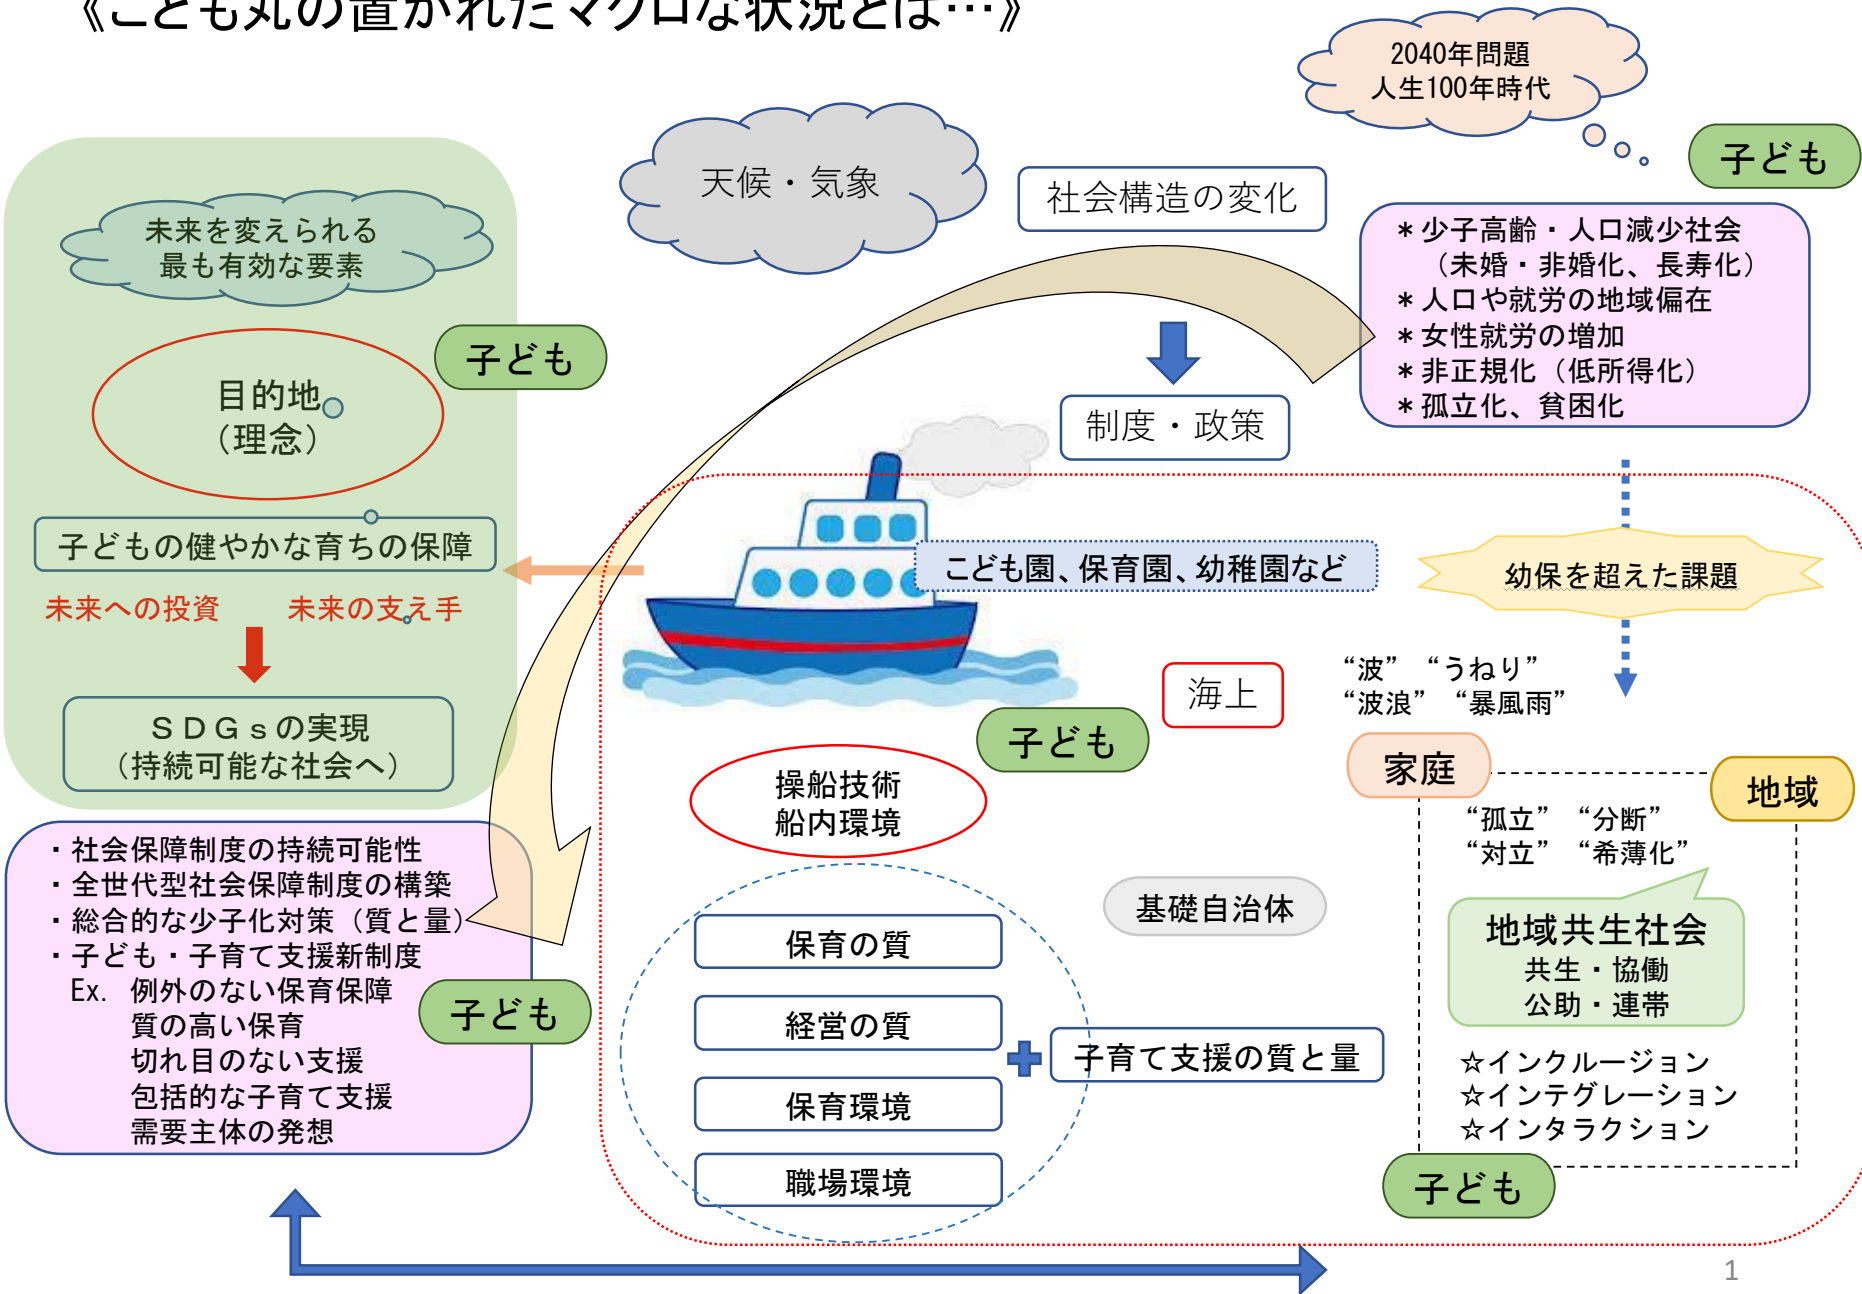 《こども丸の置かれたマクロな状況とは…》
2040年問題
人生100年時代
子ども
天候・気象
社会構造の変化
＊少子高齢・人口減少社会
（未婚・非婚化、長寿化）
＊人口や就労の地域偏在
＊女性就労の増加
＊非正規化（低所得化）
＊孤立化、貧困化
未来を変えられる
最も有効な要素
子ども
目的地
（理念）
制度・政策
子どもの健やかな育ちの保障
未来への投資　未来の支え手
ＳＤＧｓの実現
（持続可能な社会へ）
こども園、保育園、幼稚園など
幼保を超えた課題
“波”　“うねり”
“波浪”　“暴風雨”
海上
子ども
操船技術
船内環境
家庭
地域
“孤立”　“分断”
“対立”　“希薄化”
・社会保障制度の持続可能性
・全世代型社会保障制度の構築
・総合的な少子化対策（質と量）
・子ども・子育て支援新制度
Ex. 例外のない保育保障
質の高い保育
切れ目のない支援
包括的な子育て支援
需要主体の発想
子ども
基礎自治体
保育の質
経営の質
保育環境
職場環境
子育て支援の質と量
地域共生社会
共生・協働
公助・連帯
☆インクルージョン
☆インテグレーション
☆インタラクション
子ども
1